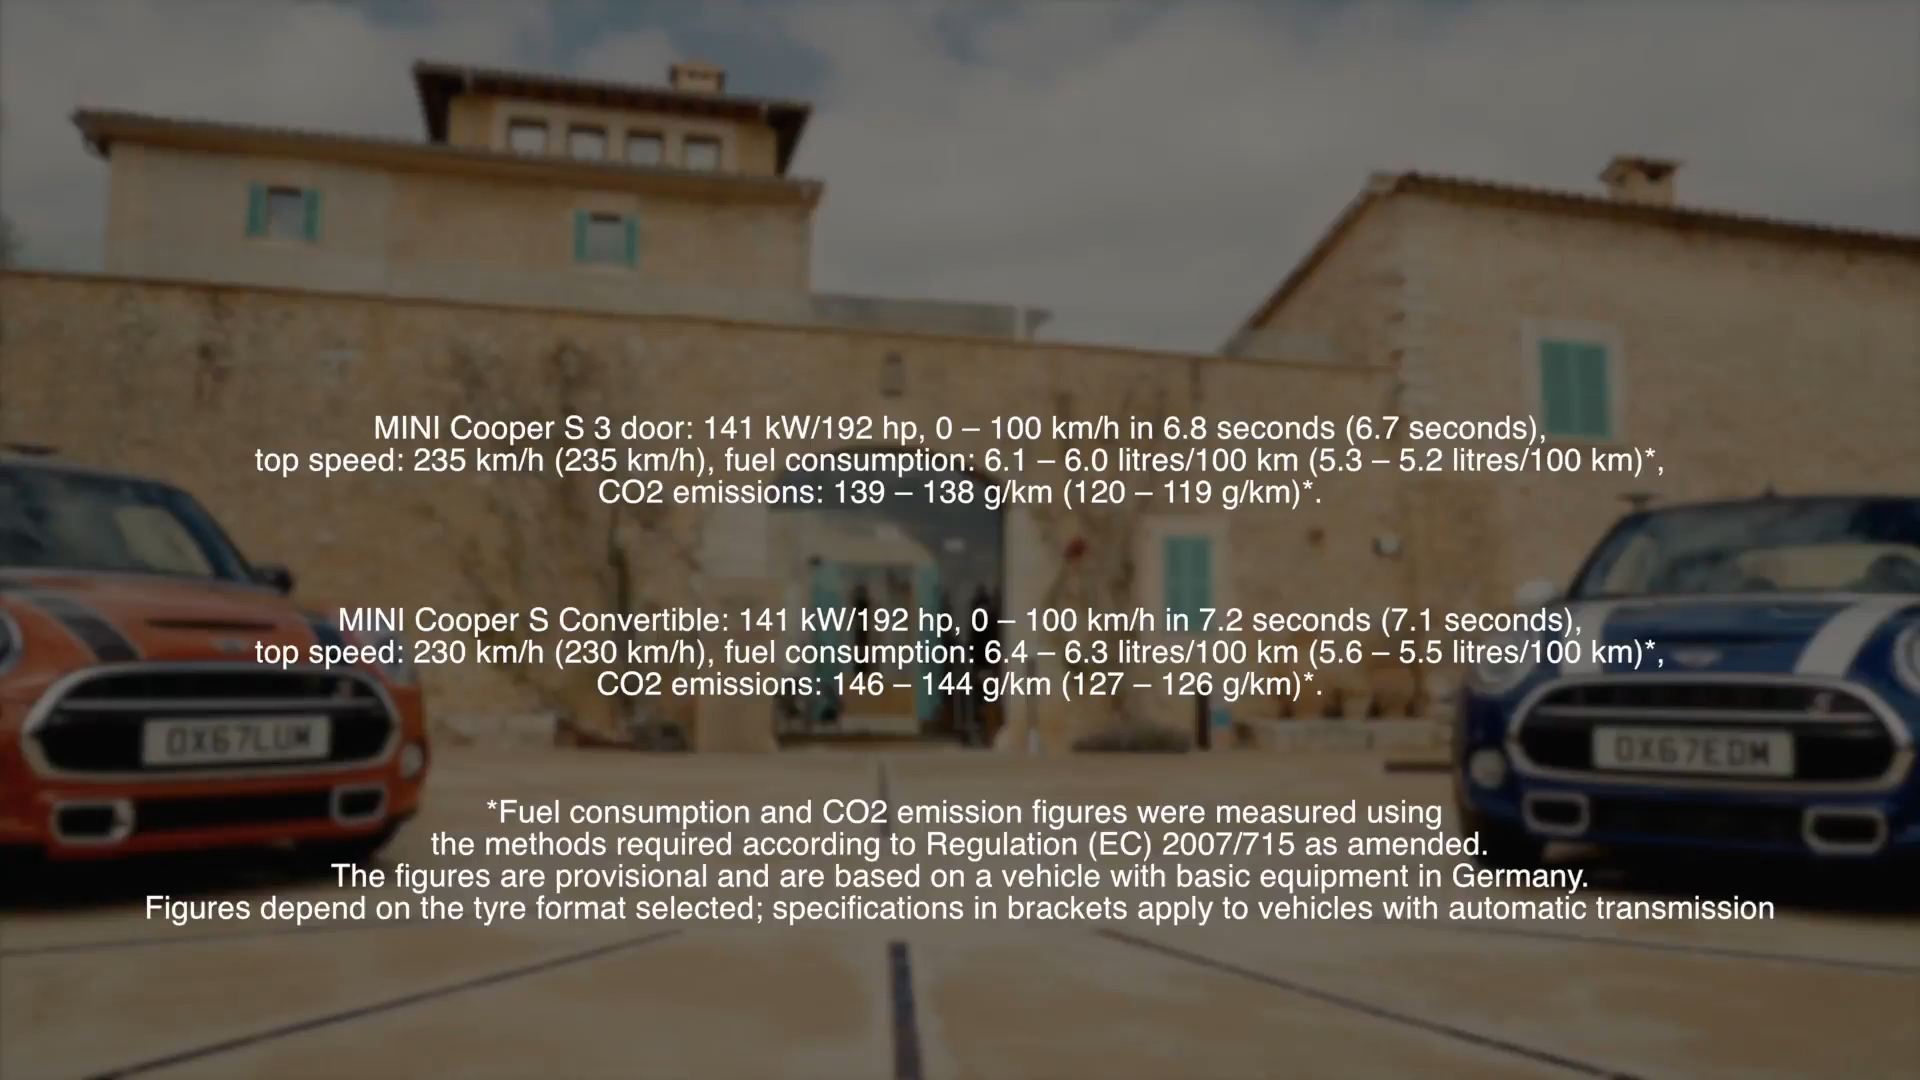 MINI Cooper S 3 door: 141 kW/192 hp, 0 – 100 km/h in 6.8 seconds (6.7 seconds),
top speed: 235 km/h (235 km/h), fuel consumption: 6.1 – 6.0 litres/100 km (5.3 – 5.2 litres/100 km)*,
CO2 emissions: 139 – 138 g/km (120 – 119 g/km)*.
MINI Cooper S Convertible: 141 kW/192 hp, 0 – 100 km/h in 7.2 seconds (7.1 seconds),
top speed: 230 km/h (230 km/h), fuel consumption: 6.4 – 6.3 litres/100 km (5.6 – 5.5 litres/100 km)*,
CO2 emissions: 146 – 144 g/km (127 – 126 g/km)*.
OX67LUM
OX67EDM
*Fuel consumption and CO2 emission figures were measured using
the methods required according to Regulation (EC) 2007/715 as amended.
The figures are provisional and are based on a vehicle with basic equipment in Germany.
Figures depend on the tyre format selected; specifications in brackets apply to vehicles with automatic transmission